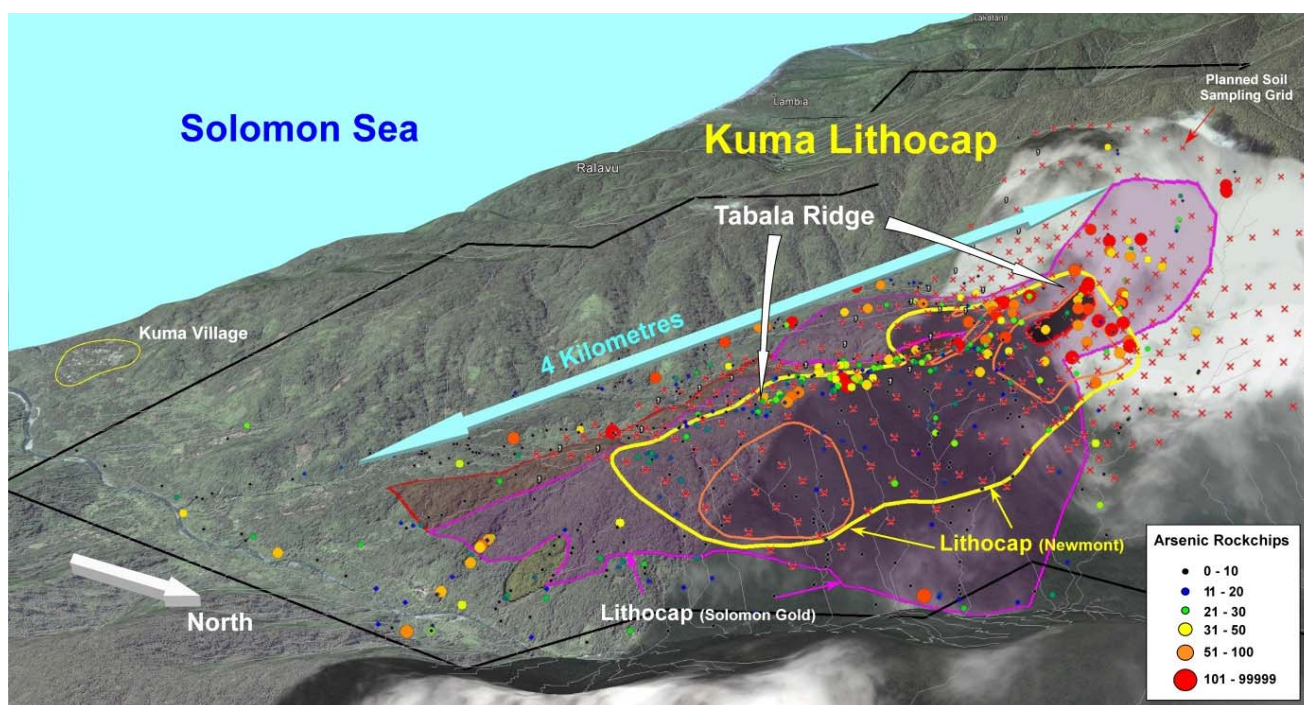 Lakeland
Planned Soil
Sampling Grid
Solomon Sea
Lambia
Kuma Lithocap
Ralavu
Tabala Ridge
Kuma Village
4 Kilometres
Lithocap (Newmont)
Lithocap (Solomon Gold)
North
Arsenic Rockchips
0 - 10
11 - 20
21 - 30
31 - 50
51 - 100
101 - 99999